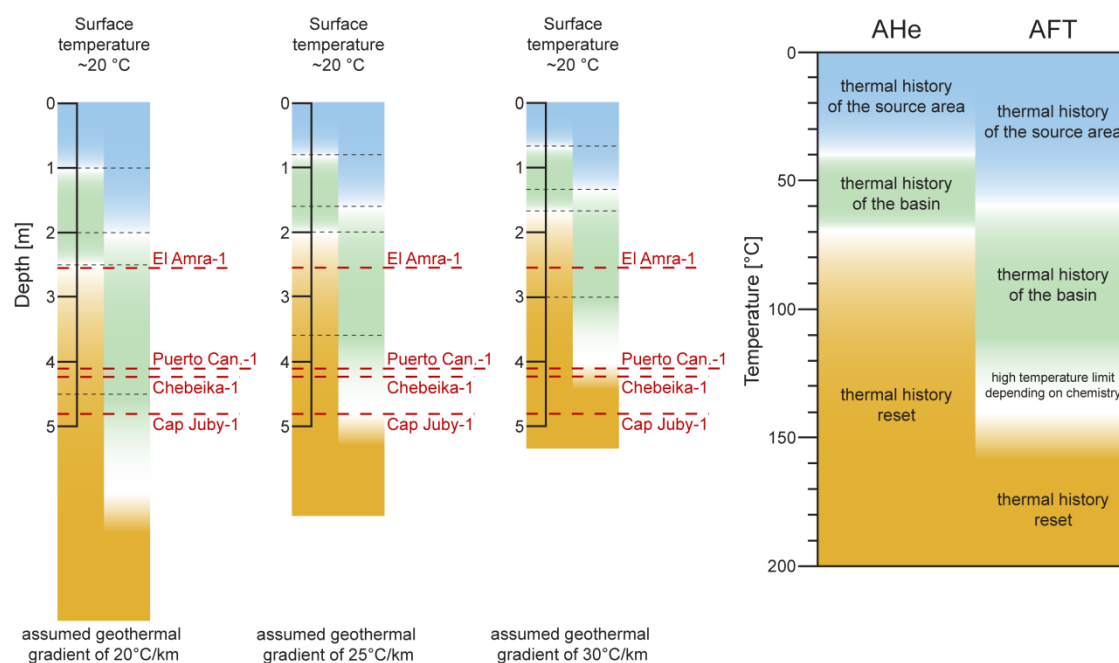 Surface
temperature
~20 °C
Surface
temperature
~20 °C
Surface
temperature
~20 °C
Depth [m]
0
1
2
3
4
5
El Amra-1
Puerto Can.-1
Chebeika-1
Cap Juby-1
assumed geothermal
gradient of 20°C/km
0
1
2
3
4
5
El Amra-1
Puerto Can.-1
Chebeika-1
Cap Juby-1
assumed geothermal
gradient of 25°C/km
0
1
2
3
4
5
El Amra-1
Puerto Can.-1
Chebeika-1
Cap Juby-1
assumed geothermal
gradient of 30°C/km
AHe
AFT
Temperature [°C]
0
50
100
150
200
thermal history
of the source area
thermal history
of the basin
thermal history
reset
thermal history
of the source area
thermal history
of the basin
high temperature limit
depending on chemistry
thermal history
reset